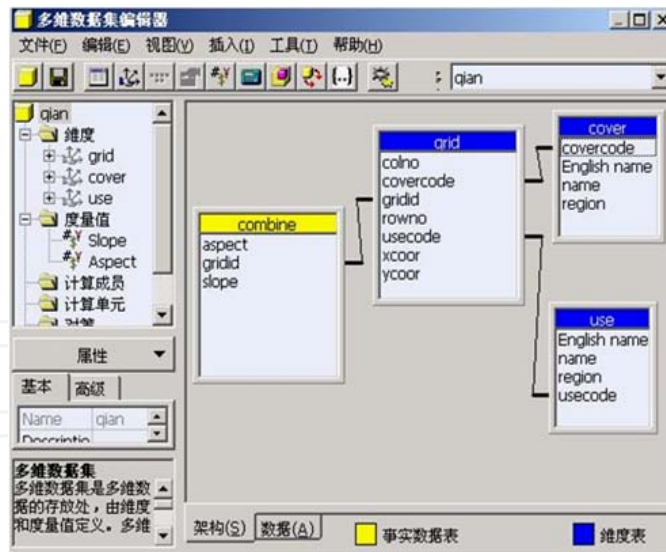 多维数据集编辑器
文件(F) 编辑(E) 视图(V) 插入(I) 工具(T) 帮助(H)
qian
qian
维度
grid
cover
use
度量值
Slope
Aspect
计算成员
计算单元
属性
基本 高级
Name qian
多维数据集
多维数据集是多维数
据的存放处，由维度
和度量值定义。多维
combine
aspect
gridid
slope
grid
colno
covercode
gridid
rowno
usecode
xcoor
ycoor
cover
covercode
English name
name
region
use
English name
name
region
usecode
架构(S) 数据(A) 事实数据表 维度表